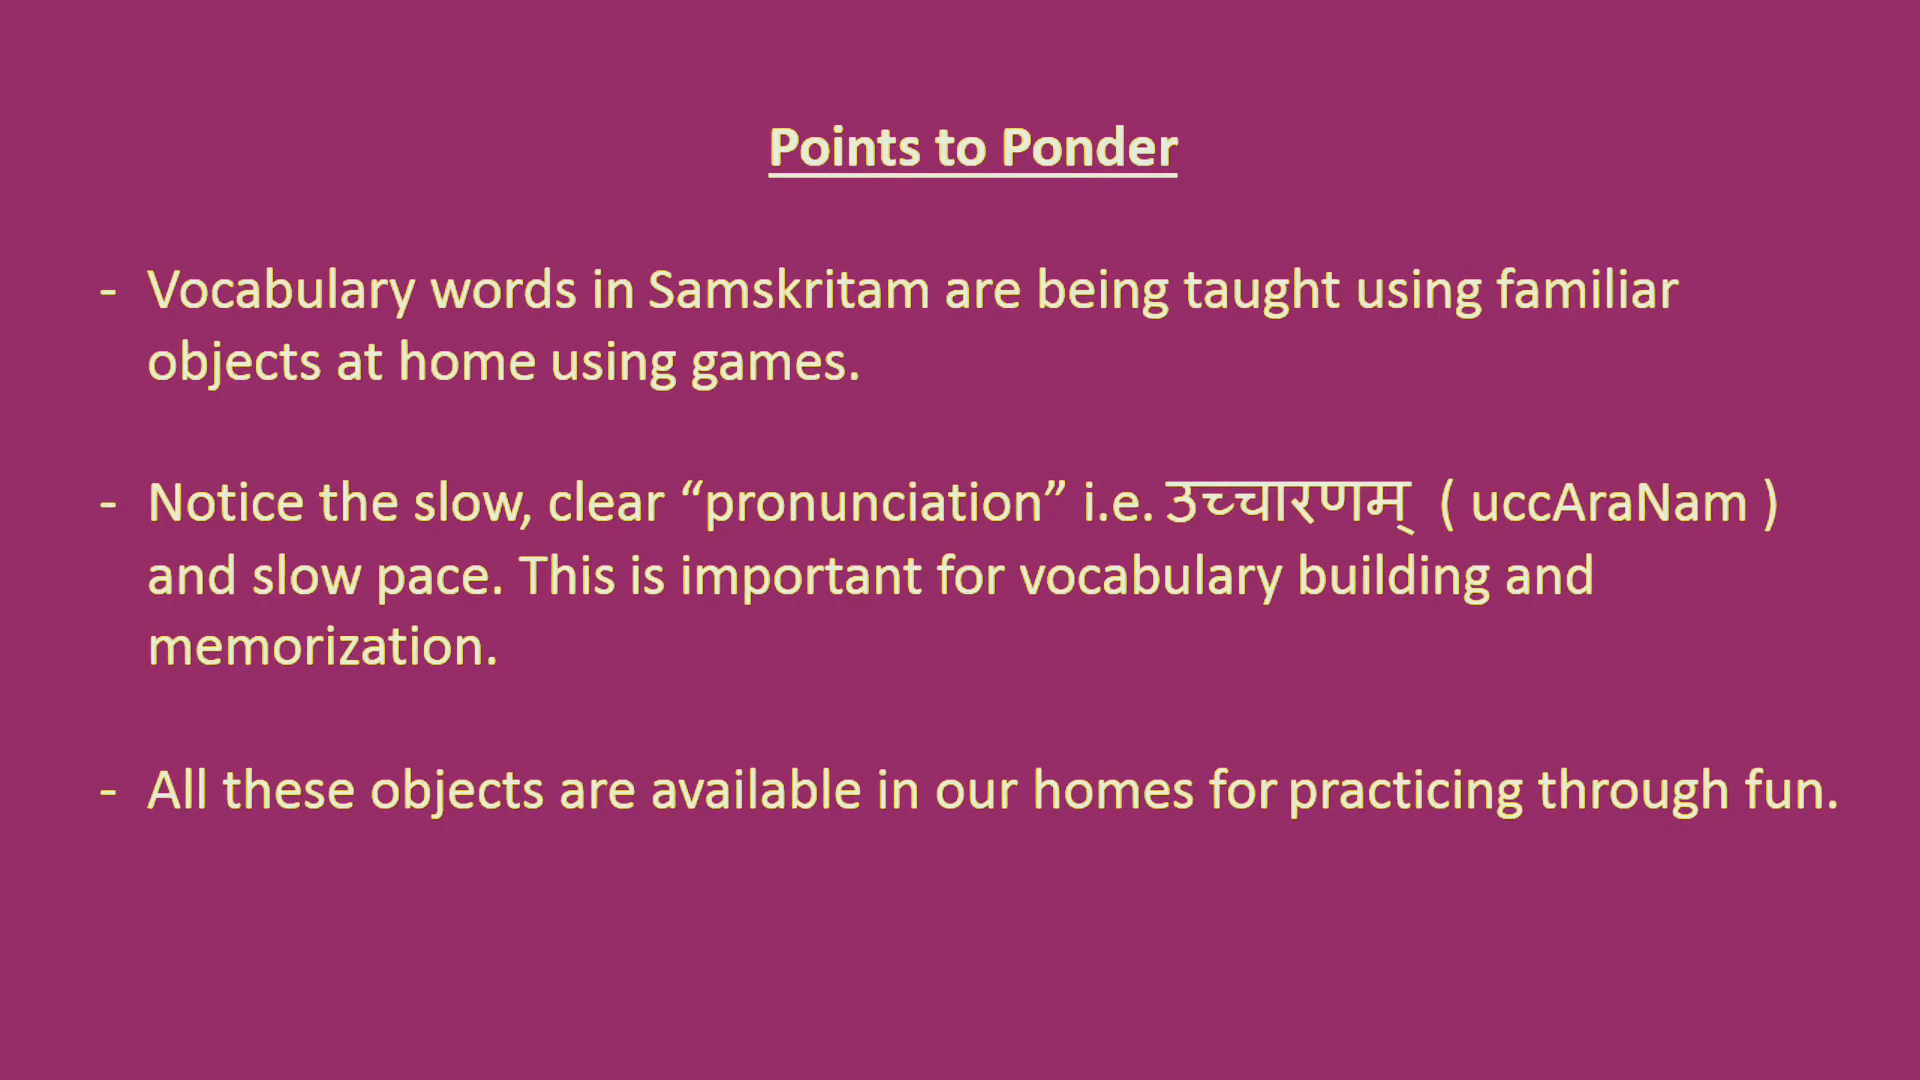 Points to Ponder
- Vocabulary words in Samskritam are being taught using familiar
objects at home using games.
- Notice the slow, clear “pronunciation” i.e. उच्चारणम् ( uccAraNam )
and slow pace. This is important for vocabulary building and
memorization.
- All these objects are available in our homes for practicing through fun.